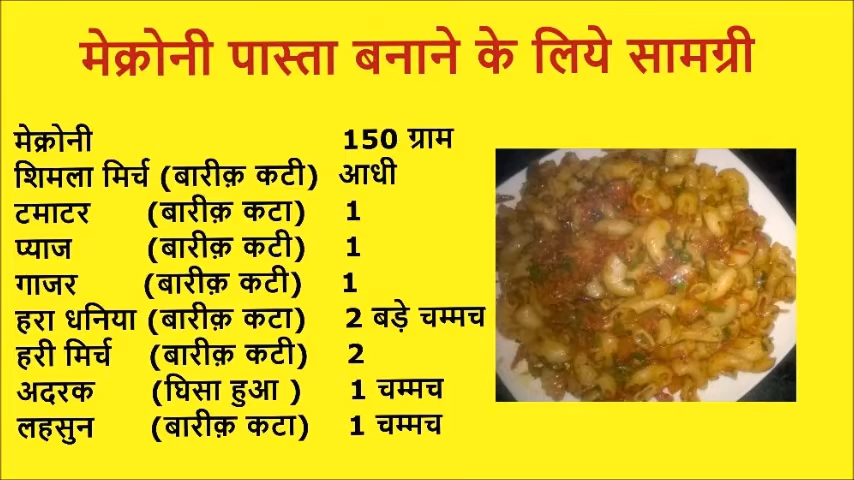 मेक्रोनी पास्ता बनाने के लिये सामग्री
मेक्रोनी 150 ग्राम
शिमला मिर्च (बारीक़ कटी) आधी
टमाटर (बारीक़ कटा) 1
प्याज (बारीक़ कटी) 1
गाजर (बारीक़ कटी) 1
हरा धनिया (बारीक़ कटा) 2 बड़े चम्मच
हरी मिर्च (बारीक़ कटी) 2
अदरक (घिसा हुआ ) 1 चम्मच
लहसुन (बारीक़ कटा) 1 चम्मच